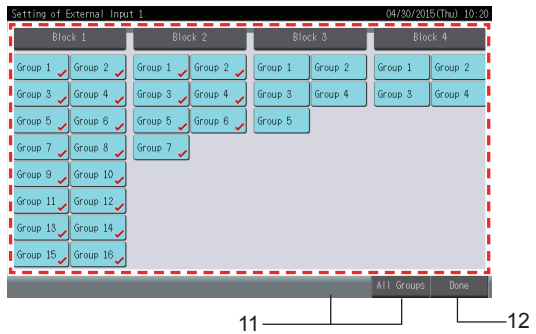 Setting of External Input 1 04/30/2015(Thu) 10:20
Block 1 Block 2 Block 3 Block 4
Group 1 Group 2 Group 1 Group 2 Group 1 Group 2 Group 1 Group 2
Group 3 Group 4 Group 3 Group 4 Group 3 Group 4 Group 3 Group 4
Group 5 Group 6 Group 5 Group 6 Group 5
Group 7 Group 8 Group 7
Group 9 Group 10
Group 11 Group 12
Group 13 Group 14
Group 15 Group 16
All Groups Done
11 12